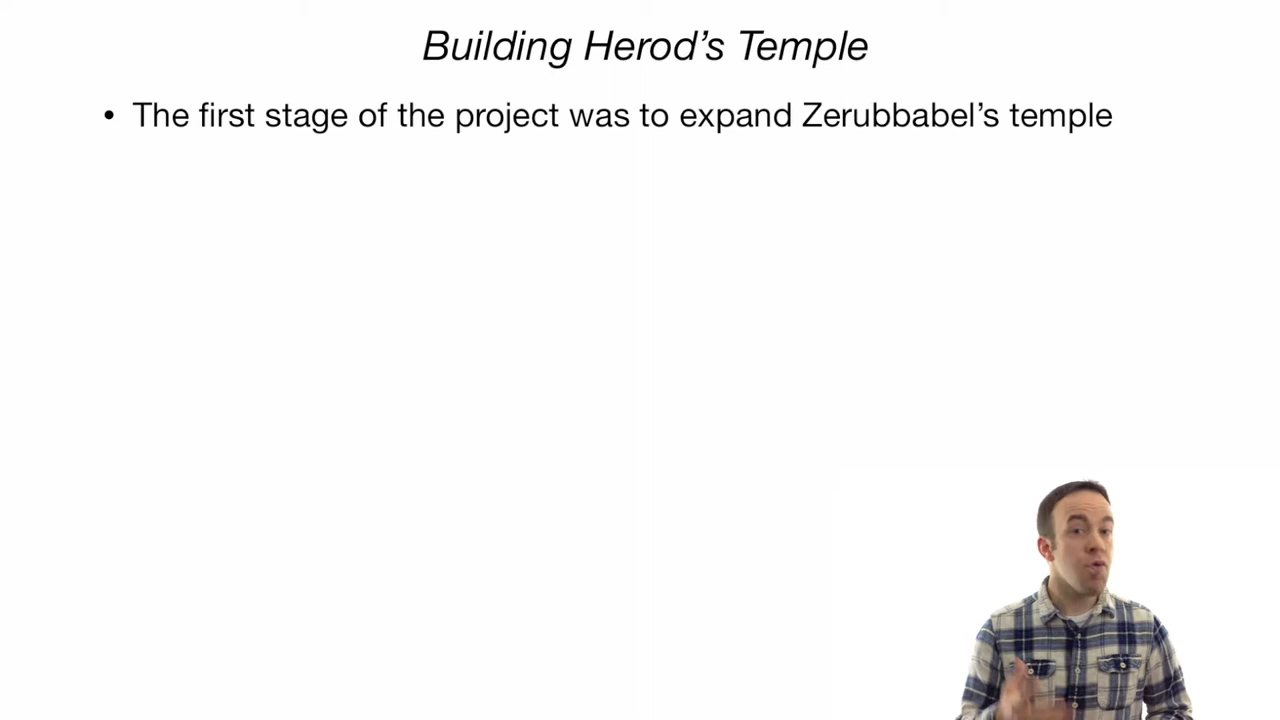 Building Herod’s Temple
• The first stage of the project was to expand Zerubbabel’s temple